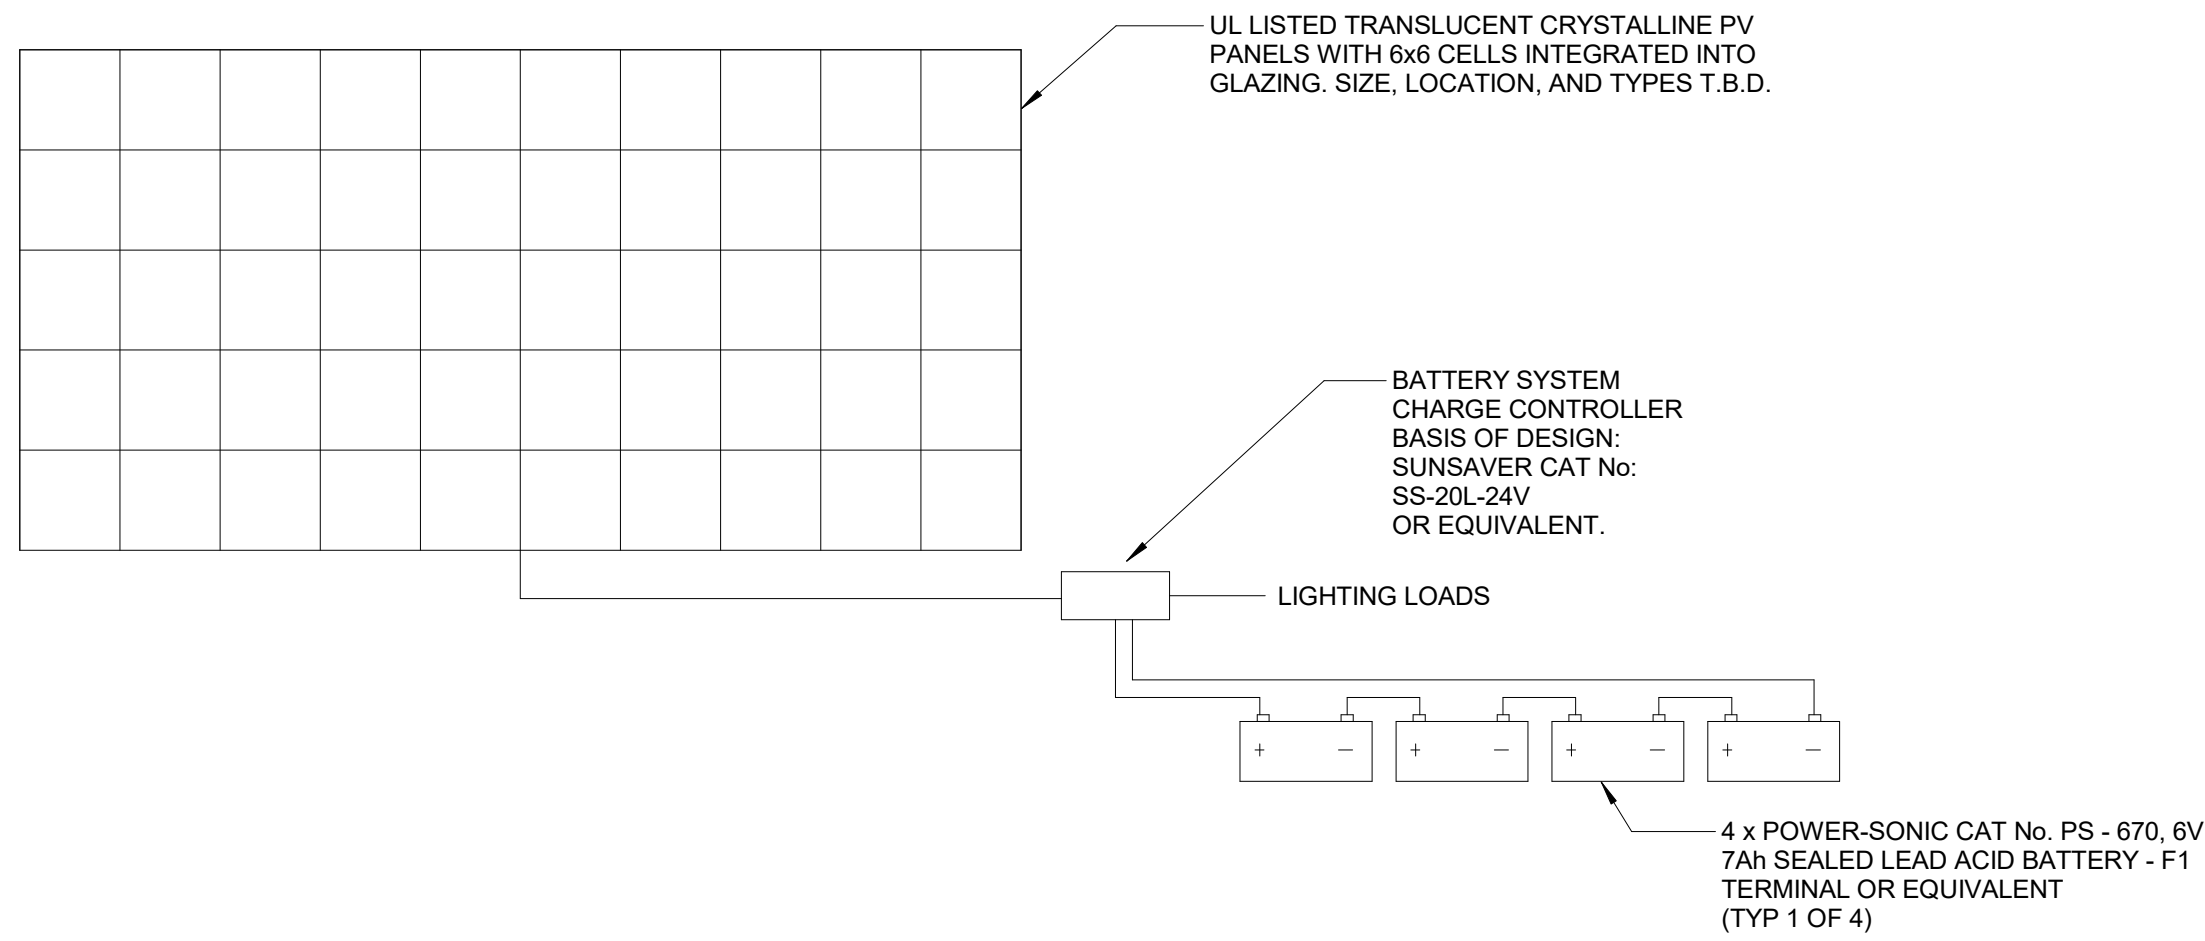 UL LISTED TRANSLUCENT CRYSTALLINE PV
PANELS WITH 6x6 CELLS INTEGRATED INTO
GLAZING. SIZE, LOCATION, AND TYPES T.B.D.
BATTERY SYSTEM
CHARGE CONTROLLER
BASIS OF DESIGN:
SUNSAVER CAT No:
SS-20L-24V
OR EQUIVALENT.
LIGHTING LOADS
+ — + — + — + —
4 x POWER-SONIC CAT No. PS - 670, 6V
7Ah SEALED LEAD ACID BATTERY - F1
TERMINAL OR EQUIVALENT
(TYP 1 OF 4)